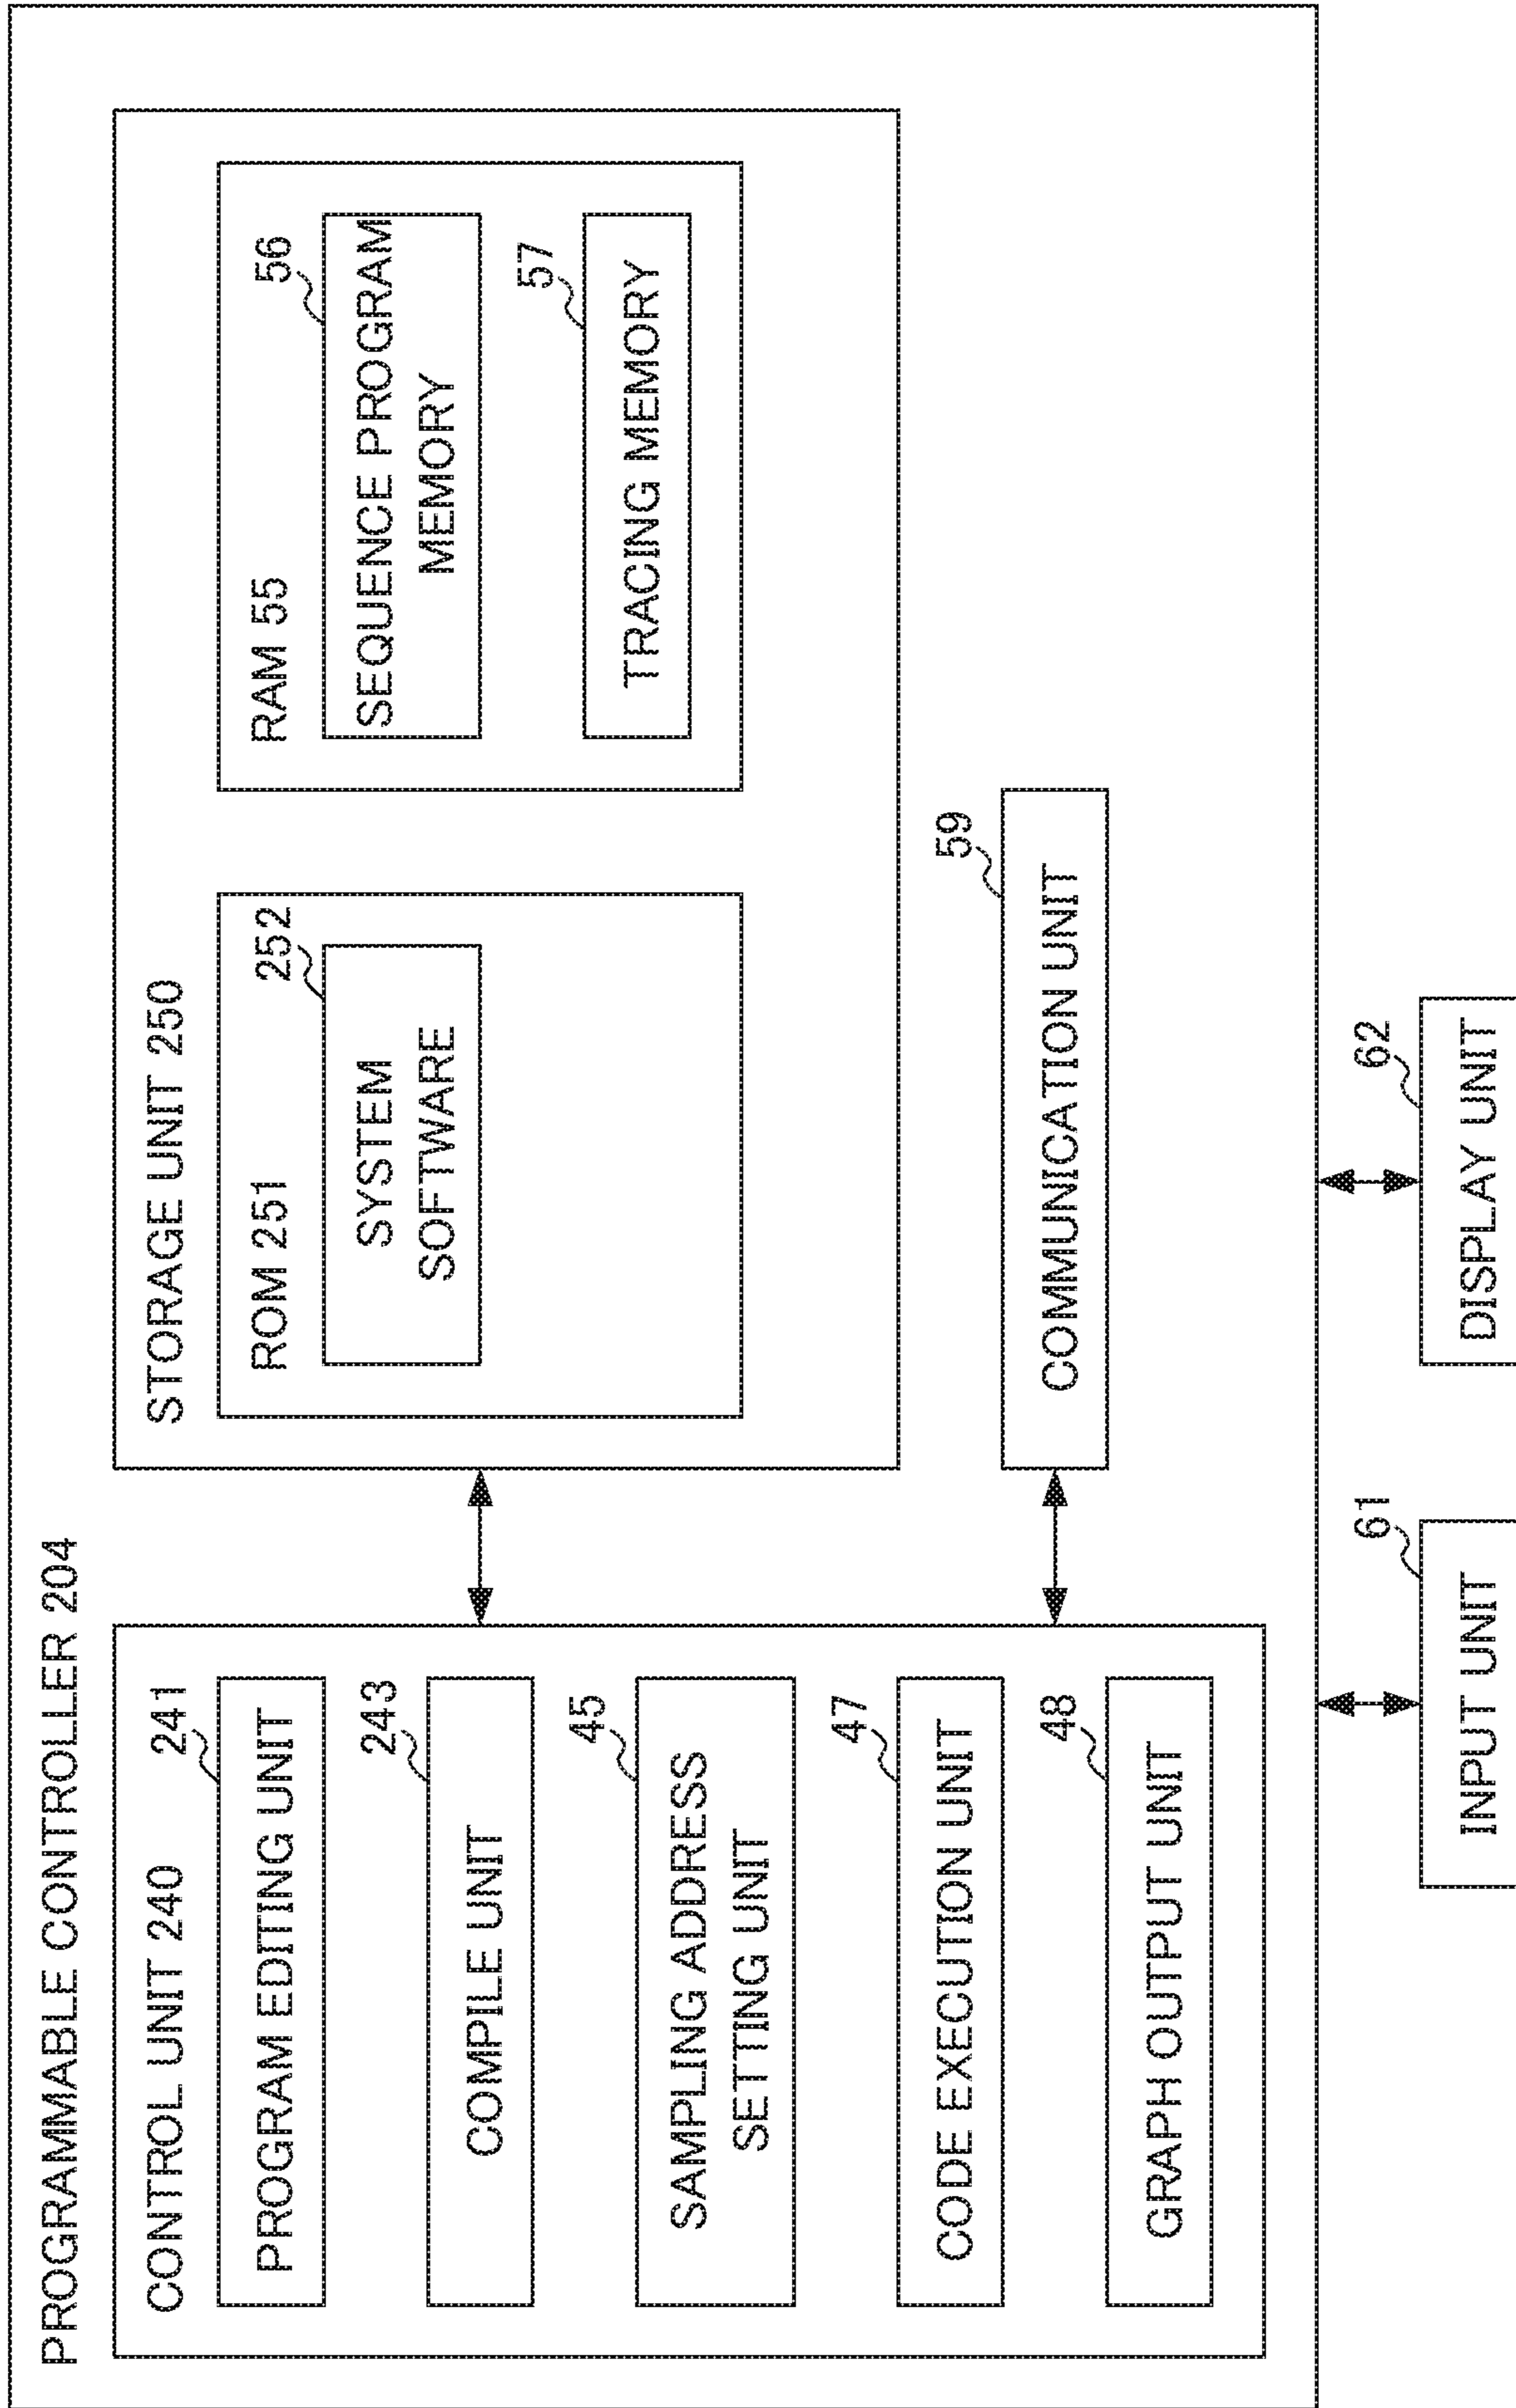 PROGRAMMABLE CONTROLLER 204
CONTROL UNIT 240
241
PROGRAM EDITING UNIT
243
COMPILE UNIT
45
SAMPLING ADDRESS
SETTING UNIT
47
CODE EXECUTION UNIT
48
GRAPH OUTPUT UNIT
STORAGE UNIT 250
ROM 251
252
SYSTEM
SOFTWARE
RAM 55
56
SEQUENCE PROGRAM
MEMORY
57
TRACING MEMORY
59
COMMUNICATION UNIT
61
INPUT UNIT
62
DISPLAY UNIT